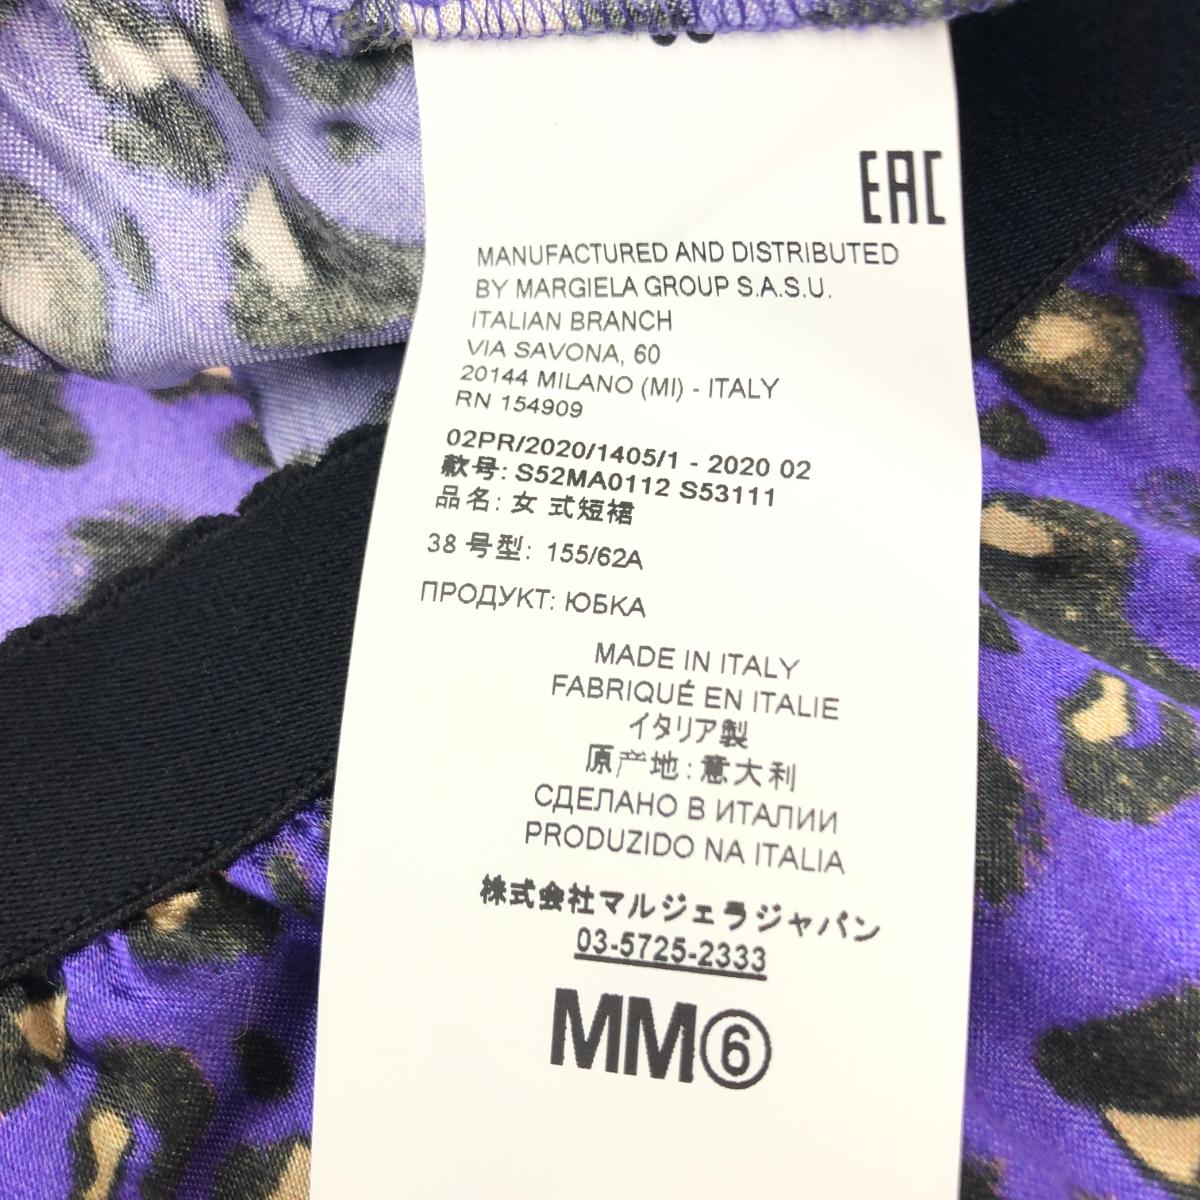 EAC
MANUFACTURED AND DISTRIBUTED
BY MARGIELA GROUP S.A.S.U.
ITALIAN BRANCH
VIA SAVONA, 60
20144 MILANO (MI) - ITALY
RN 154909
02PR/2020/1405/1 - 2020 02
款号: S52MA0112 S53111
品名: 女 式短裙
38 号型: 155/62A
ПРОДУКТ: ЮБКА
MADE IN ITALY
FABRIQUÉ EN ITALIE
イタリア製
原产地: 意大利
СДЕЛАНО В ИТАЛИИ
PRODUZIDO NA ITALIA
株式会社マルジェラジャパン
03-5725-2333
MM⑥